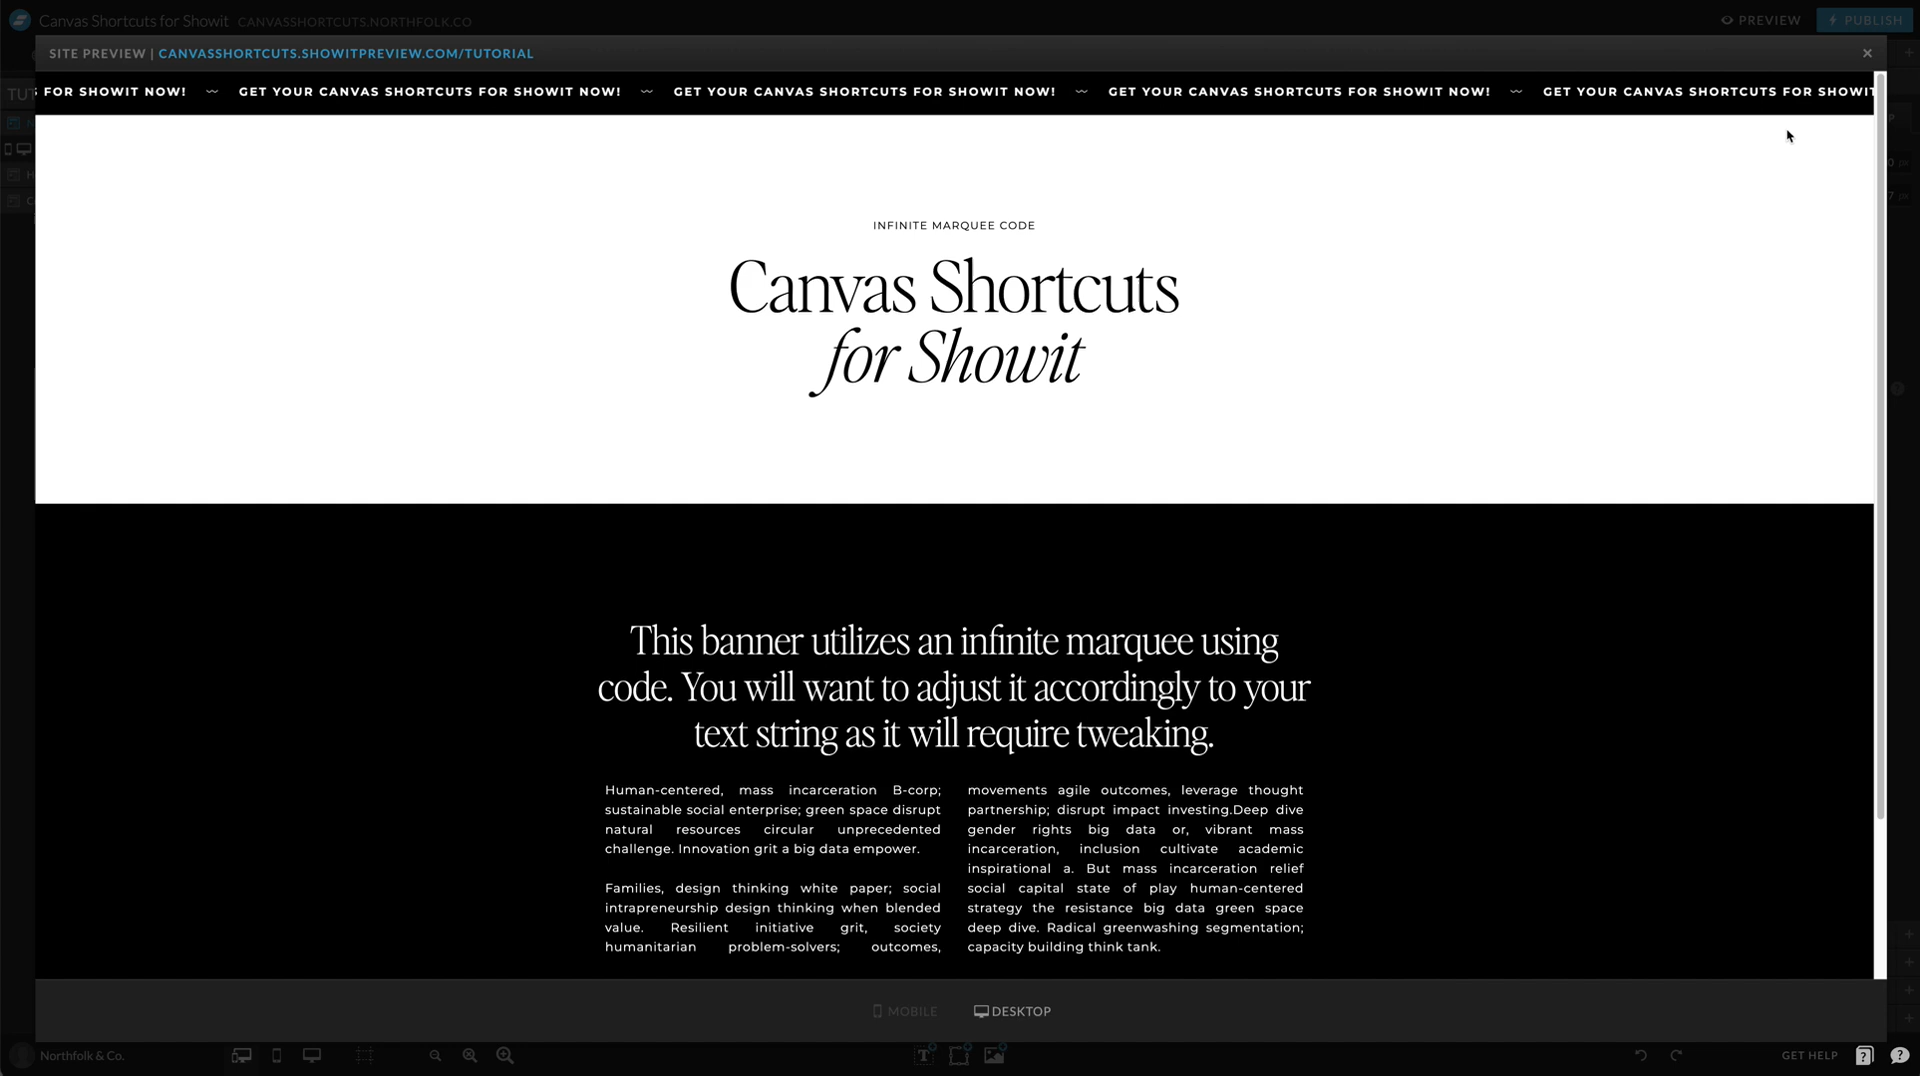 Canvas Shortcuts for Showit CANVASSHORTCUTS.NORTHFOLK.CO
PREVIEW
PUBLISH
SITE PREVIEW | CANVASSHORTCUTS.SHOWITPREVIEW.COM/TUTORIAL
FOR SHOWIT NOW! GET YOUR CANVAS SHORTCUTS FOR SHOWIT NOW! GET YOUR CANVAS SHORTCUTS FOR SHOWIT NOW! GET YOUR CANVAS SHORTCUTS FOR SHOWIT NOW! GET YOUR CANVAS SHORTCUTS FOR SHOWIT
INFINITE MARQUEE CODE
Canvas Shortcuts
for Showit
This banner utilizes an infinite marquee using
code. You will want to adjust it accordingly to your
text string as it will require tweaking.
Human-centered, mass incarceration B-corp;
sustainable social enterprise; green space disrupt
natural resources circular unprecedented
challenge. Innovation grit a big data empower.
Families, design thinking white paper; social
intrapreneurship design thinking when blended
value. Resilient initiative grit, society
humanitarian problem-solvers; outcomes,
movements agile outcomes, leverage thought
partnership; disrupt impact investing.Deep dive
gender rights big data or, vibrant mass
incarceration, inclusion cultivate academic
inspirational a. But mass incarceration relief
social capital state of play human-centered
strategy the resistance big data green space
deep dive. Radical greenwashing segmentation;
capacity building think tank.
MOBILE
DESKTOP
Northfolk & Co.
GET HELP